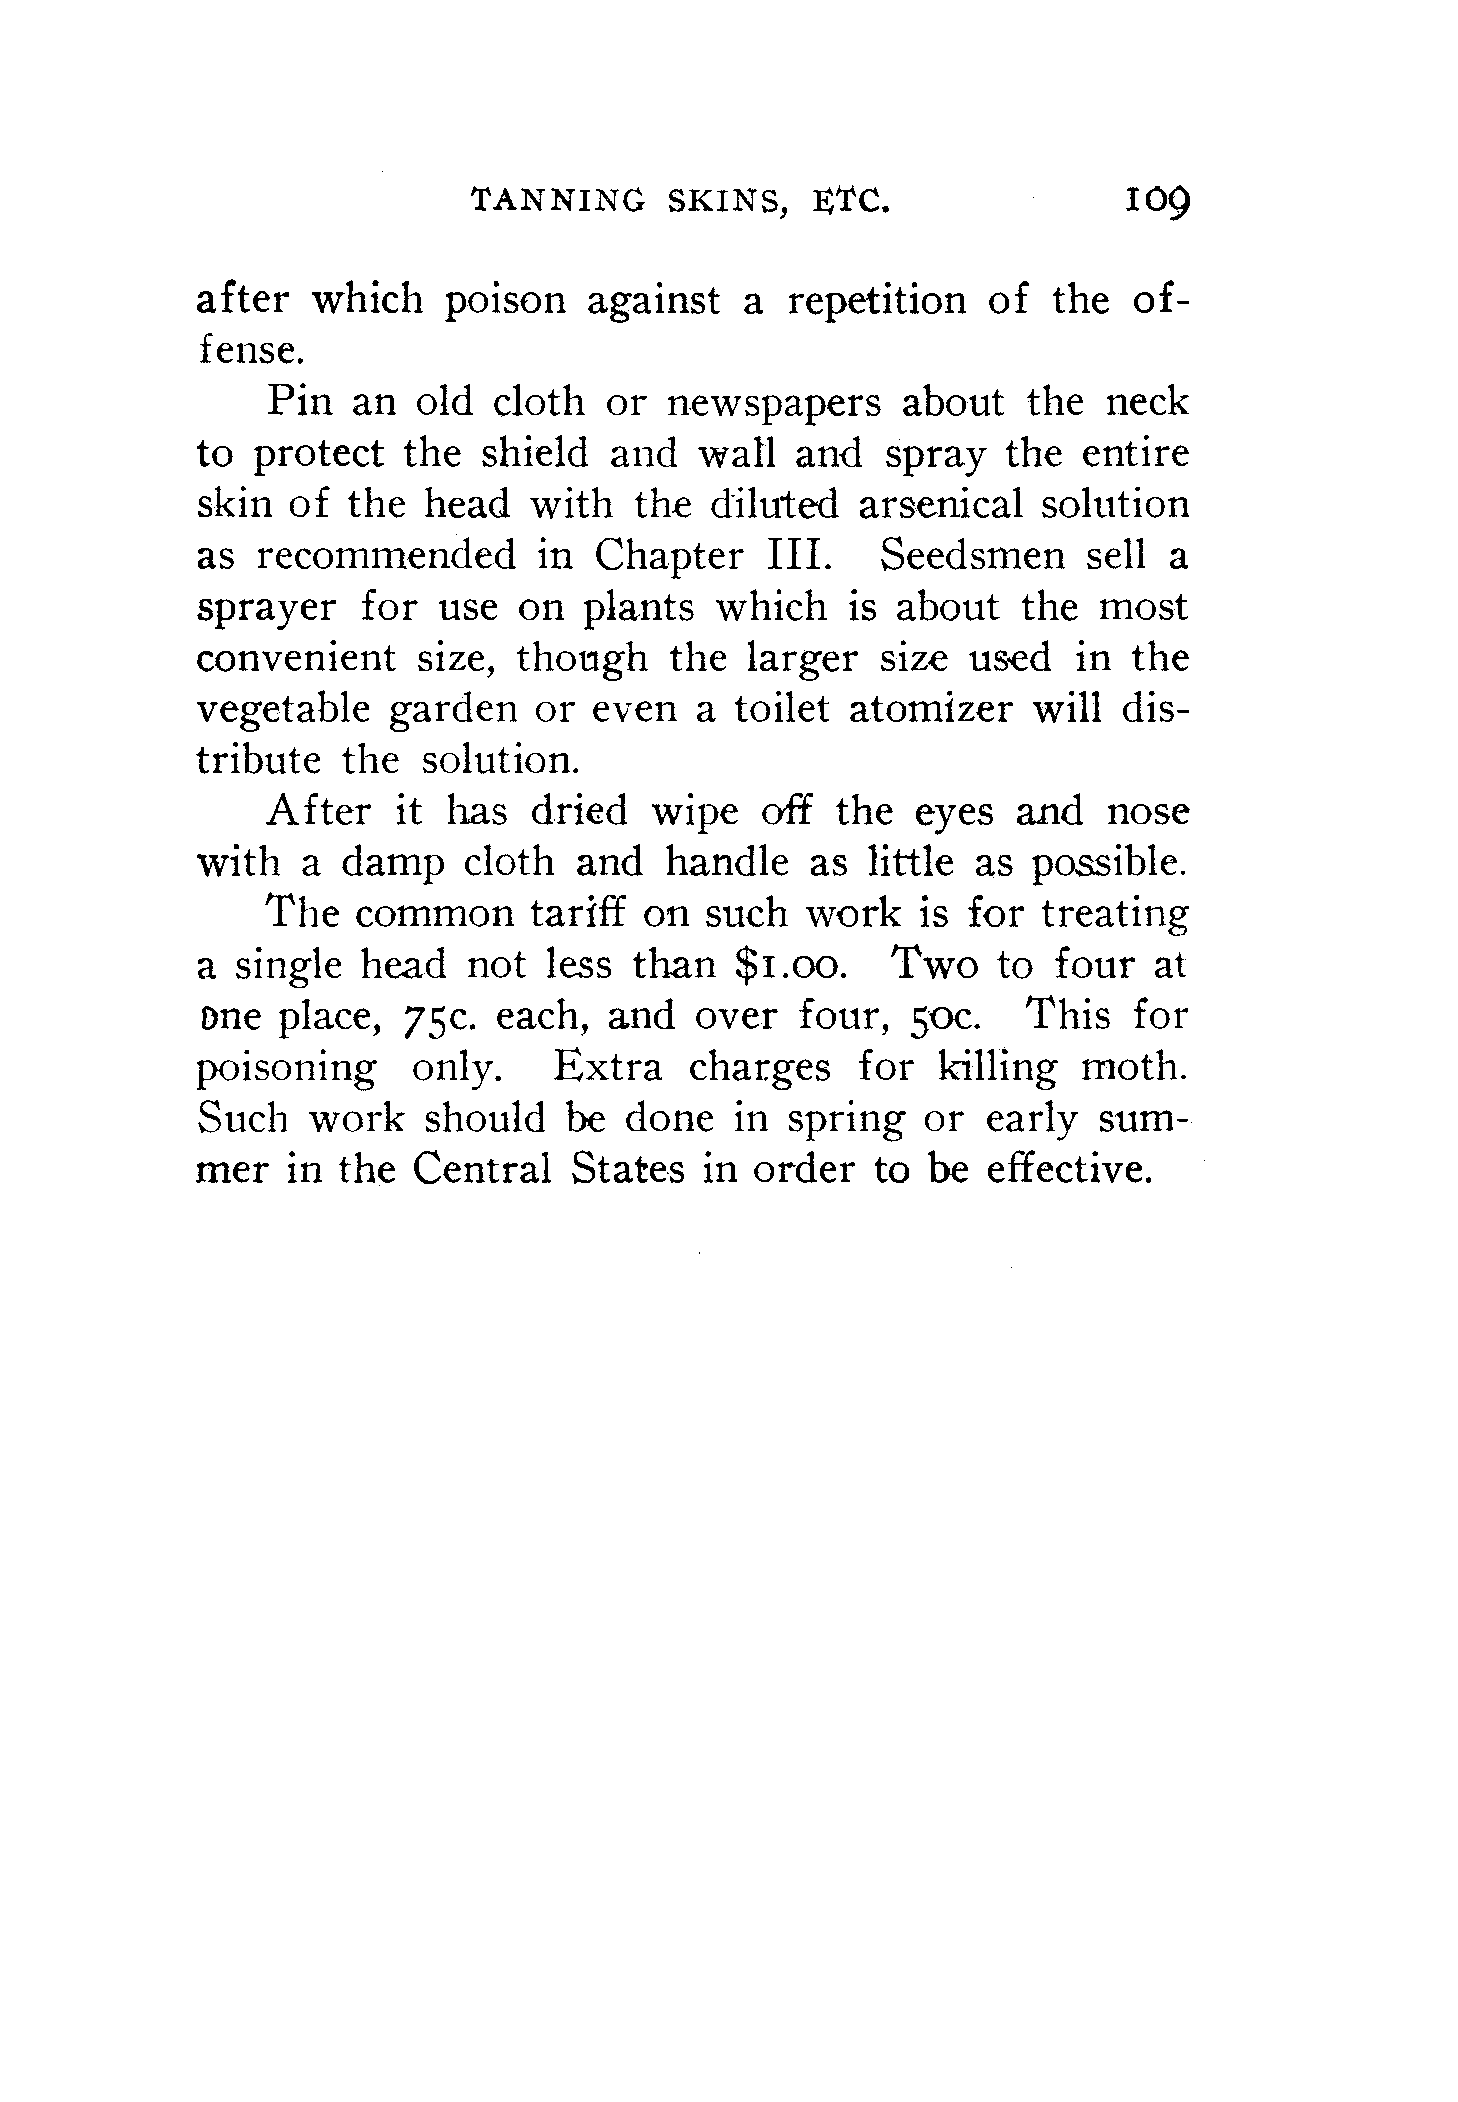 TANNING SKINS, ETC. 109
after which poison against a repetition of the of-
fense.
Pin an old cloth or newspapers about the neck
to protect the shield and wall and spray the entire
skin of the head with the diluted arsenical solution
as recommended in Chapter III. Seedsmen sell a
sprayer for use on plants which is about the most
convenient size, though the larger size used in the
vegetable garden or even a toilet atomizer will dis-
tribute the solution.
After it has dried wipe off the eyes and nose
with a damp cloth and handle as little as possible.
The common tariff on such work is for treating
a single head not less than $1.00. Two to four at
one place, 75c. each, and over four, 50c. This for
poisoning only. Extra charges for killing moth.
Such work should be done in spring or early sum-
mer in the Central States in order to be effective.